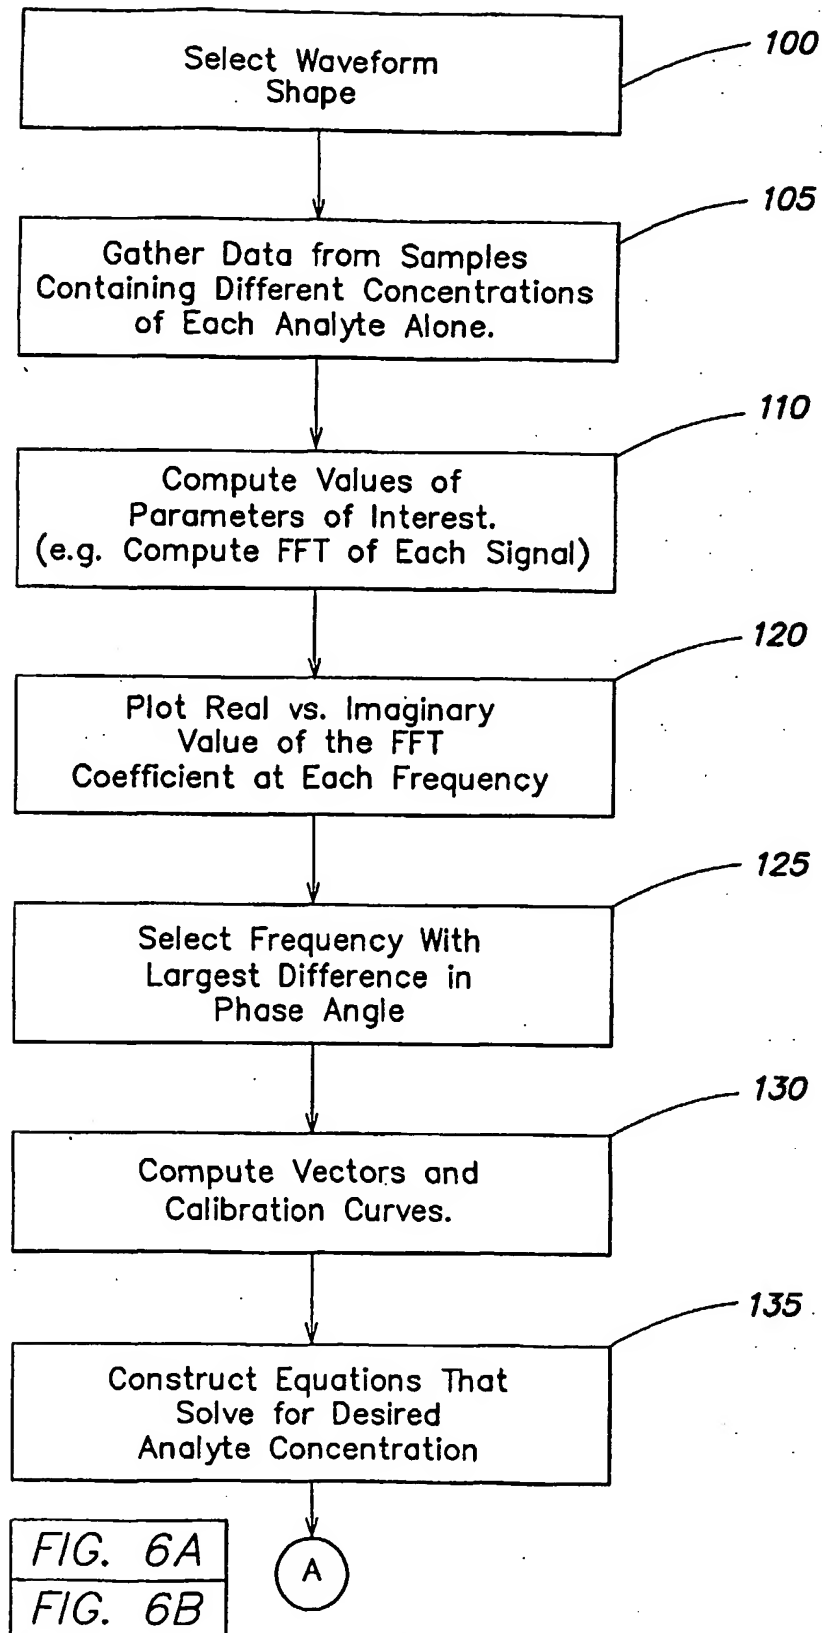 Select Waveform
Shape
100
Gather Data from Samples
Containing Different Concentrations
of Each Analyte Alone.
105
Compute Values of
Parameters of Interest.
(e.g. Compute FFT of Each Signal)
110
Plot Real vs. Imaginary
Value of the FFT
Coefficient at Each Frequency
120
Select Frequency With
Largest Difference in
Phase Angle
125
Compute Vectors and
Calibration Curves.
130
Construct Equations That
Solve for Desired
Analyte Concentration
135
A
FIG. 6A
FIG. 6B